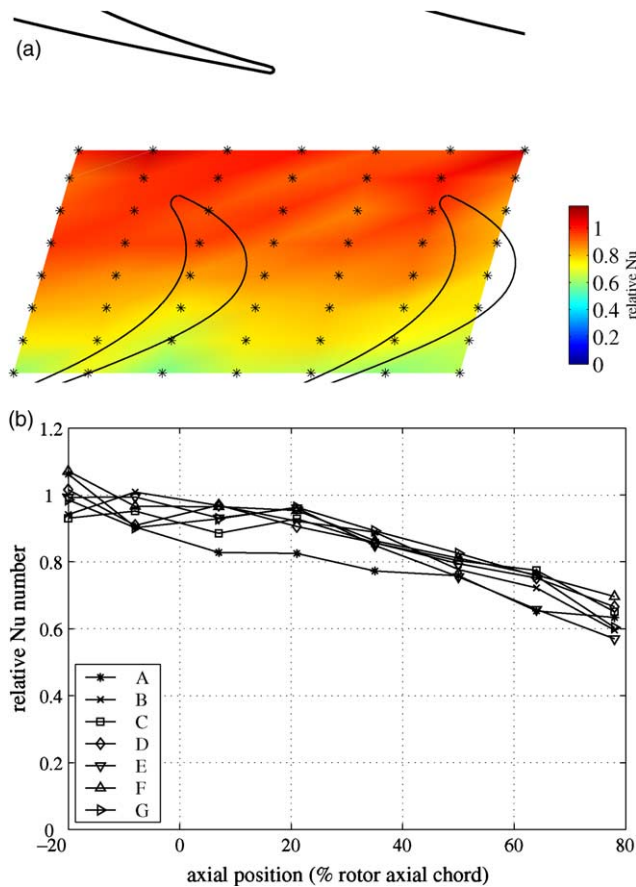 (a)
1
0.8
0.6
0.4
0.2
0
relative Nu
(b)
1.2
1
0.8
0.6
0.4
0.2
0
relative Nu number
A
B
C
D
E
F
G
–20
0
20
40
60
80
axial position (% rotor axial chord)